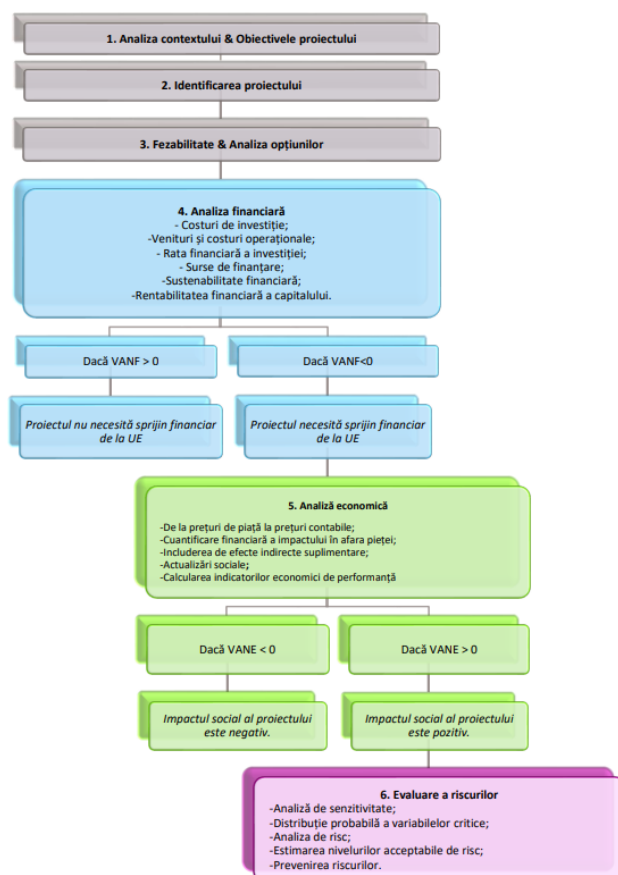 1. Analiza contextului & Obiectivele proiectului
2. Identificarea proiectului
3. Fezabilitate & Analiza opțiunilor
4. Analiza financiară
- Costuri de investiție;
-Venituri și costuri operaționale;
- Rata financiară a investiției;
- Surse de finanțare;
-Sustenabilitate financiară;
-Rentabilitatea financiară a capitalului.
Dacă VANF > 0
Dacă VANF<0
Proiectul nu necesită sprijin financiar
de la UE
Proiectul necesită sprijin financiar
de la UE
5. Analiză economică
-De la prețuri de piață la prețuri contabile;
-Cuantificare financiară a impactului în afara pieței;
-Includerea de efecte indirecte suplimentare;
-Actualizări sociale;
-Calcularea indicatorilor economici de performanță
Dacă VANE < 0
Dacă VANE > 0
Impactul social al proiectului
este negativ.
Impactul social al proiectului
este pozitiv.
6. Evaluare a riscurilor
-Analiză de senzitivitate;
-Distribuție probabilă a variabilelor critice;
-Analiza de risc;
-Estimarea nivelurilor acceptabile de risc;
-Prevenirea riscurilor.